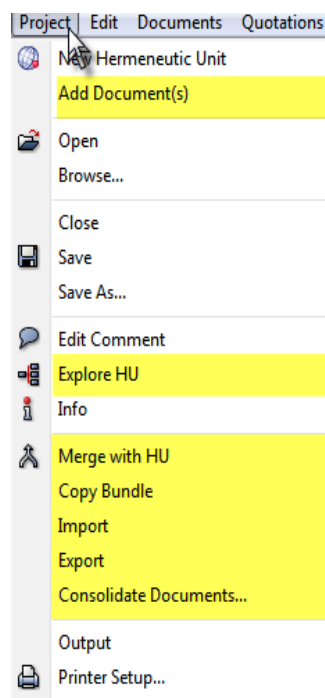 Project Edit Documents Quotations
New Hermeneutic Unit
Add Document(s)
Open
Browse...
Close
Save
Save As...
Edit Comment
Explore HU
Info
Merge with HU
Copy Bundle
Import
Export
Consolidate Documents...
Output
Printer Setup...